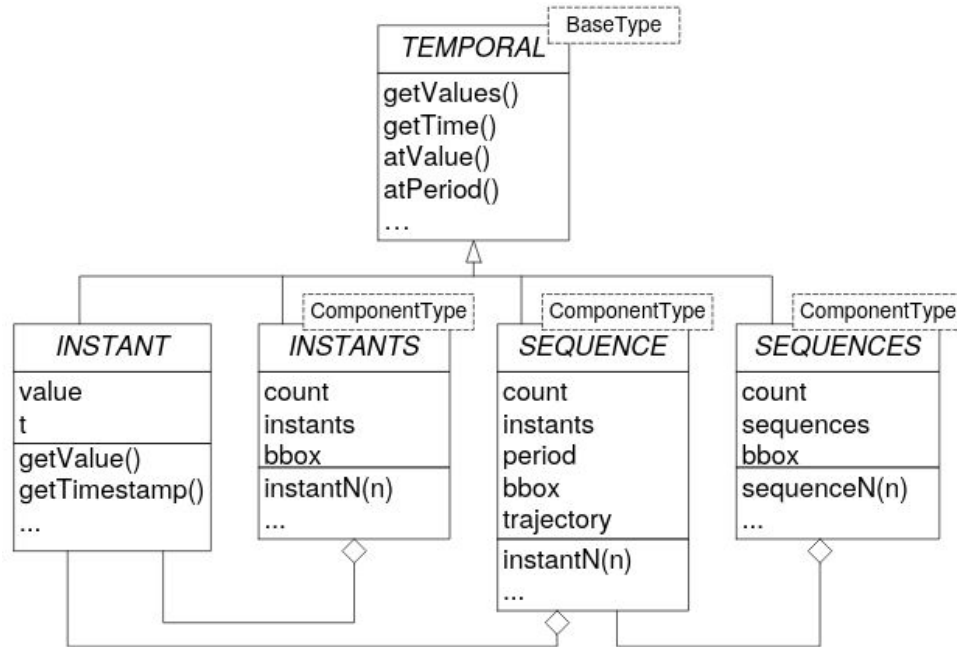 BaseType
TEMPORAL
getValues()
getTime()
atValue()
atPeriod()
...
INSTANT
value
t
getValue()
getTimestamp()
...
ComponentType
INSTANTS
count
instants
bbox
instantN(n)
...
ComponentType
SEQUENCE
count
instants
period
bbox
trajectory
instantN(n)
...
ComponentType
SEQUENCES
count
sequences
bbox
sequenceN(n)
...